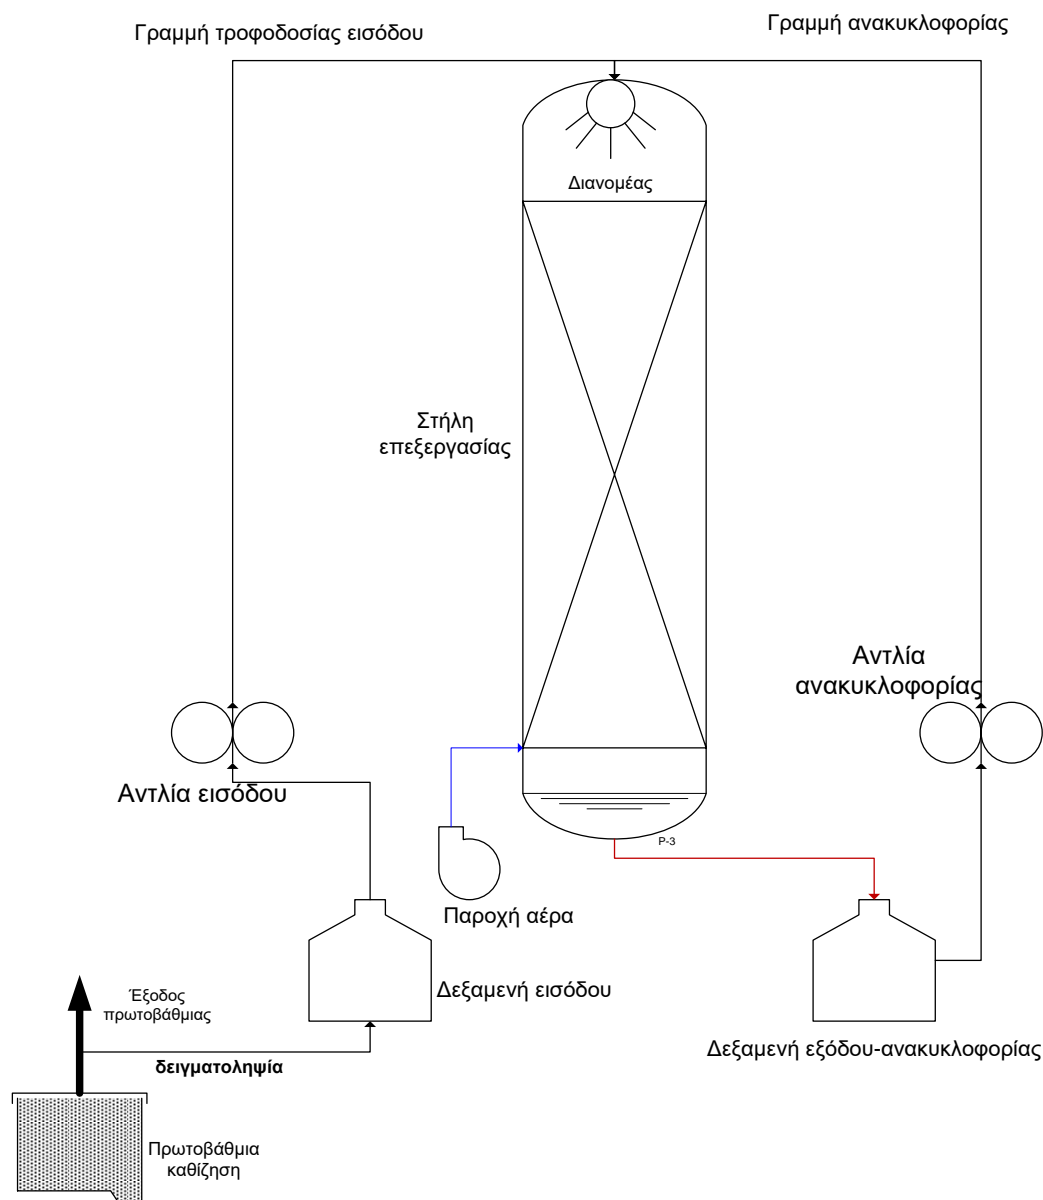 Γραμμή τροφοδοσίας εισόδου
Γραμμή ανακυκλοφορίας
Διανομέας
Στήλη
επεξεργασίας
Αντλία
ανακυκλοφορίας
Αντλία εισόδου
P-3
Παροχή αέρα
Δεξαμενή εισόδου
Έξοδος
πρωτοβάθμιας
Δεξαμενή εξόδου-ανακυκλοφορίας
δειγματοληψία
Πρωτοβάθμια
καθίζηση